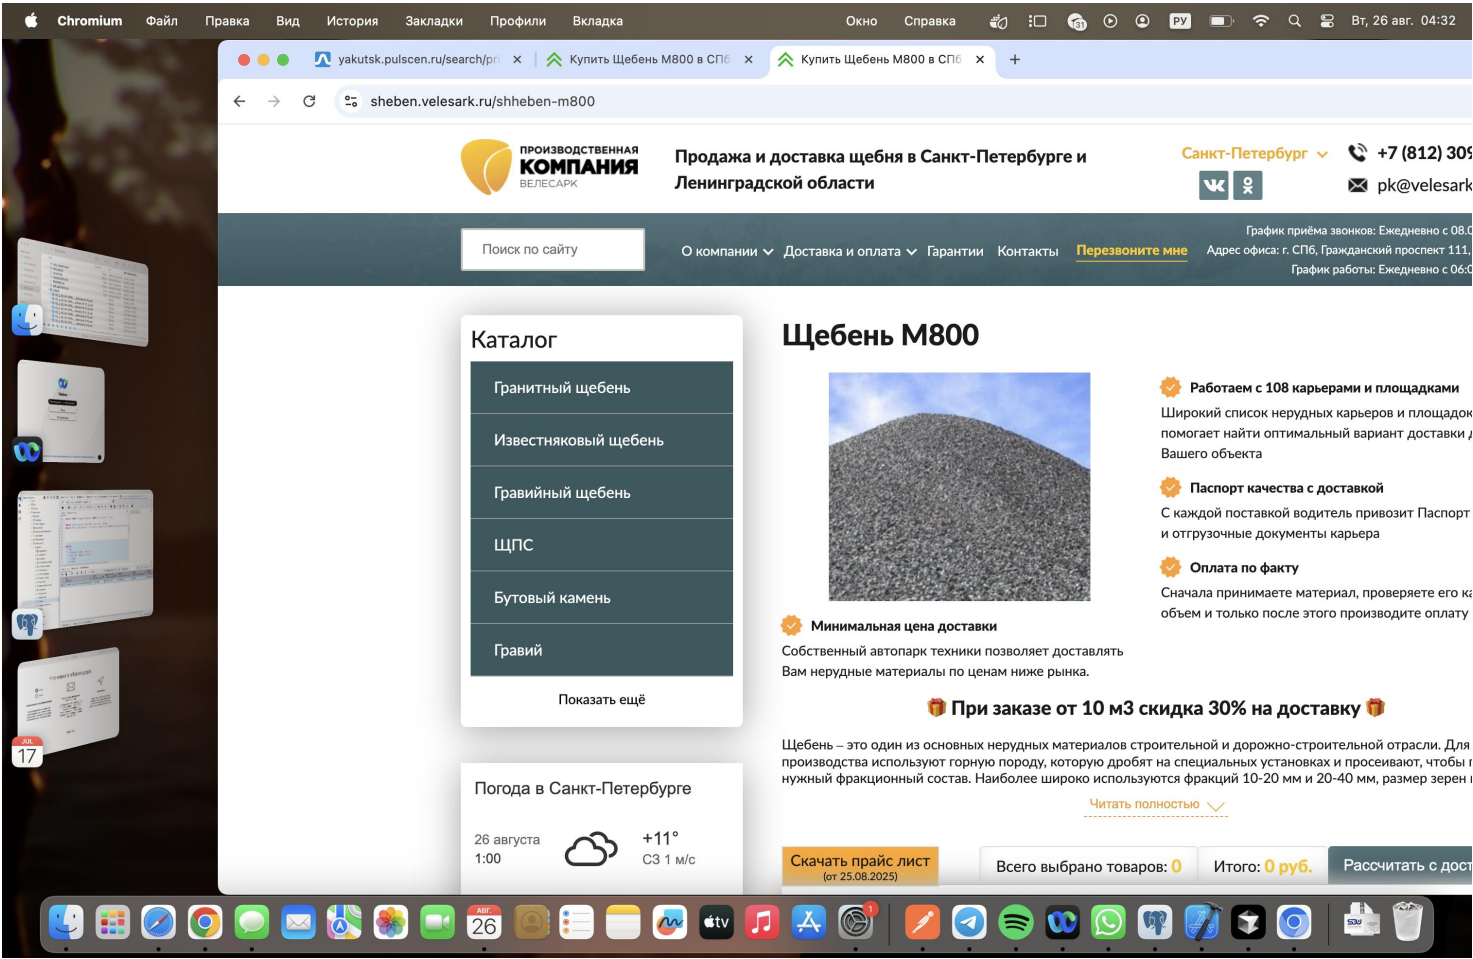 Chromium Файл Правка Вид История Закладки Профили Вкладка Окно Справка РУ Вт, 26 авг. 04:32
yakutsk.pulscen.ru/search/pri Купить Щебень М800 в СПб Купить Щебень М800 в СПб
sheben.velesark.ru/shheben-m800
ПРОИЗВОДСТВЕННАЯ
КОМПАНИЯ
ВЕЛЕСАРК
Продажа и доставка щебня в Санкт-Петербурге и
Ленинградской области
Санкт-Петербург
+7 (812) 309
pk@velesark
Поиск по сайту
О компании Доставка и оплата Гарантии Контакты Перезвоните мне
График приёма звонков: Ежедневно с 08.0
Адрес офиса: г. СПб, Гражданский проспект 111,
График работы: Ежедневно с 06:0
Каталог
Гранитный щебень
Известняковый щебень
Гравийный щебень
ЩПС
Бутовый камень
Гравий
Показать ещё
Погода в Санкт-Петербурге
26 августа
1:00
+11°
СЗ 1 м/с
Щебень М800
Работаем с 108 карьерами и площадками
Широкий список нерудных карьеров и площадок
помогает найти оптимальный вариант доставки д
Вашего объекта
Паспорт качества с доставкой
С каждой поставкой водитель привозит Паспорт
и отгрузочные документы карьера
Оплата по факту
Сначала принимаете материал, проверяете его ка
объем и только после этого производите оплату
Минимальная цена доставки
Собственный автопарк техники позволяет доставлять
Вам нерудные материалы по ценам ниже рынка.
При заказе от 10 м3 скидка 30% на доставку
Щебень – это один из основных нерудных материалов строительной и дорожно-строительной отрасли. Для
производства используют горную породу, которую дробят на специальных установках и просеивают, чтобы п
нужный фракционный состав. Наиболее широко используются фракций 10-20 мм и 20-40 мм, размер зерен
Читать полностью
Скачать прайс лист
(от 25.08.2025)
Всего выбрано товаров: 0
Итого: 0 руб.
Рассчитать с дост
JUL
17
АВГ.
26
tv
1